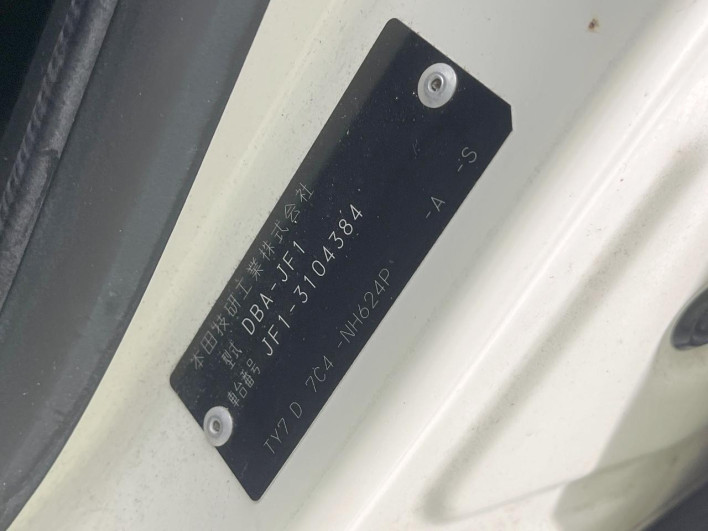 本田技研工業株式会社
型式 DBA-JF1
車台番号 JF1-3104384
-A -S
TY7 D 7C4 -NH624P